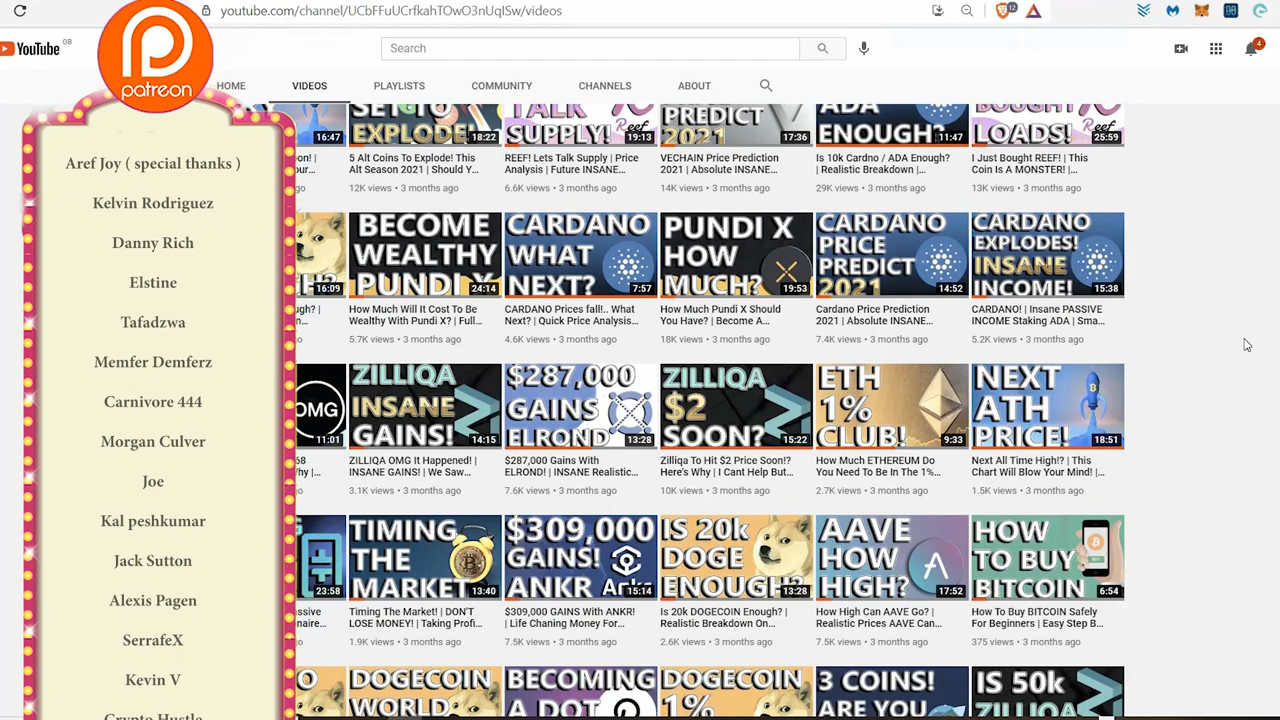 youtube.com/channel/UCbFFuUCrfkahTOwO3nUqISw/videos
12
YouTube GB
Search
4
patreon
HOME
VIDEOS
PLAYLISTS
COMMUNITY
CHANNELS
ABOUT
Aref Joy ( special thanks )
Kelvin Rodriguez
Danny Rich
Elstine
Tafadzwa
Memfer Demferz
Carnivore 444
Morgan Culver
Joe
Kal peshkumar
Jack Sutton
Alexis Pagen
SerrafeX
Kevin V
Crypto Hustle
16:47
EXPLODE!
18:22
TALK
SUPPLY!
Reef
19:13
PREDICT
2021
17:36
ADA
ENOUGH?
11:47
BOUGHT
LOADS!
Reef
25:59
5 Alt Coins To Explode! This
Alt Season 2021 | Should Y...
12K views • 3 months ago
REEF! Lets Talk Supply | Price
Analysis | Future INSANE...
6.6K views • 3 months ago
VECHAIN Price Prediction
2021 | Absolute INSANE...
14K views • 3 months ago
Is 10k Cardno / ADA Enough?
| Realistic Breakdown |...
29K views • 3 months ago
I Just Bought REEF! | This
Coin Is A MONSTER! |...
13K views • 3 months ago
16:09
BECOME
WEALTHY
PUNDI X
24:14
CARDANO
WHAT
NEXT?
7:57
PUNDI X
HOW
MUCH?
19:53
CARDANO
PRICE
PREDICT
2021
14:52
CARDANO
EXPLODES!
INSANE
INCOME
15:38
How Much Will It Cost To Be
Wealthy With Pundi X? | Full...
5.7K views • 3 months ago
CARDANO Prices fall!.. What
Next? | Quick Price Analysis...
4.6K views • 3 months ago
How Much Pundi X Should
You Have? | Become A...
18K views • 3 months ago
Cardano Price Prediction
2021 | Absolute INSANE...
7.4K views • 3 months ago
CARDANO! | Insane PASSIVE
INCOME Staking ADA | Sma...
5.2K views • 3 months ago
OMG
11:01
ZILLIQA
INSANE
GAINS!
14:15
$287,000
GAINS
ELROND!
13:28
ZILLIQA
$2
SOON?
15:22
ETH
1%
CLUB!
9:33
NEXT
ATH
PRICE!
18:51
ZILLIQA OMG It Happened! |
INSANE GAINS! | We Saw...
3.1K views • 3 months ago
$287,000 Gains With
ELROND! | INSANE Realistic...
7.6K views • 3 months ago
Zilliqa To Hit $2 Price Soon!?
Here's Why | I Cant Help But...
10K views • 3 months ago
How Much ETHEREUM Do
You Need To Be In The 1%...
2.7K views • 3 months ago
Next All Time High!? | This
Chart Will Blow Your Mind! |...
1.5K views • 3 months ago
23:58
TIMING
THE
MARKET
13:40
$309,000
GAINS!
ANKR
Ankr
15:14
IS 20k
DOGE
ENOUGH?
13:28
AAVE
HOW
HIGH?
17:52
HOW
TO BUY
BITCOIN
6:54
Timing The Market! | DON'T
LOSE MONEY! | Taking Profi...
1.9K views • 3 months ago
$309,000 GAINS With ANKR!
| Life Chaning Money For...
7.5K views • 3 months ago
Is 20k DOGECOIN Enough? |
Realistic Breakdown On...
2.6K views • 3 months ago
How High Can AAVE Go? |
Realistic Prices AAVE Can...
7.5K views • 3 months ago
How To Buy BITCOIN Safely
For Beginners | Easy Step B...
375 views • 3 months ago
DOGECOIN
WORLD
BECOMING
A DOT
DOGECOIN
1%
3 COINS!
ARE YOU
IS 50k
ZILLIQA